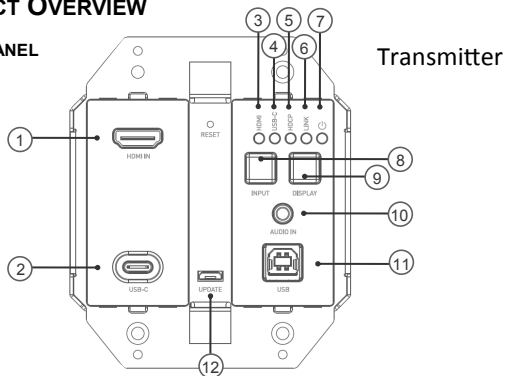 CT OVERVIEW
ANEL
Transmitter
3
4
5
6
7
HDMI
USB-C
HDCP
LINK
1
HDMI IN
RESET
8
INPUT
DISPLAY
9
10
AUDIO IN
2
USB-C
UPDATE
11
USB
12